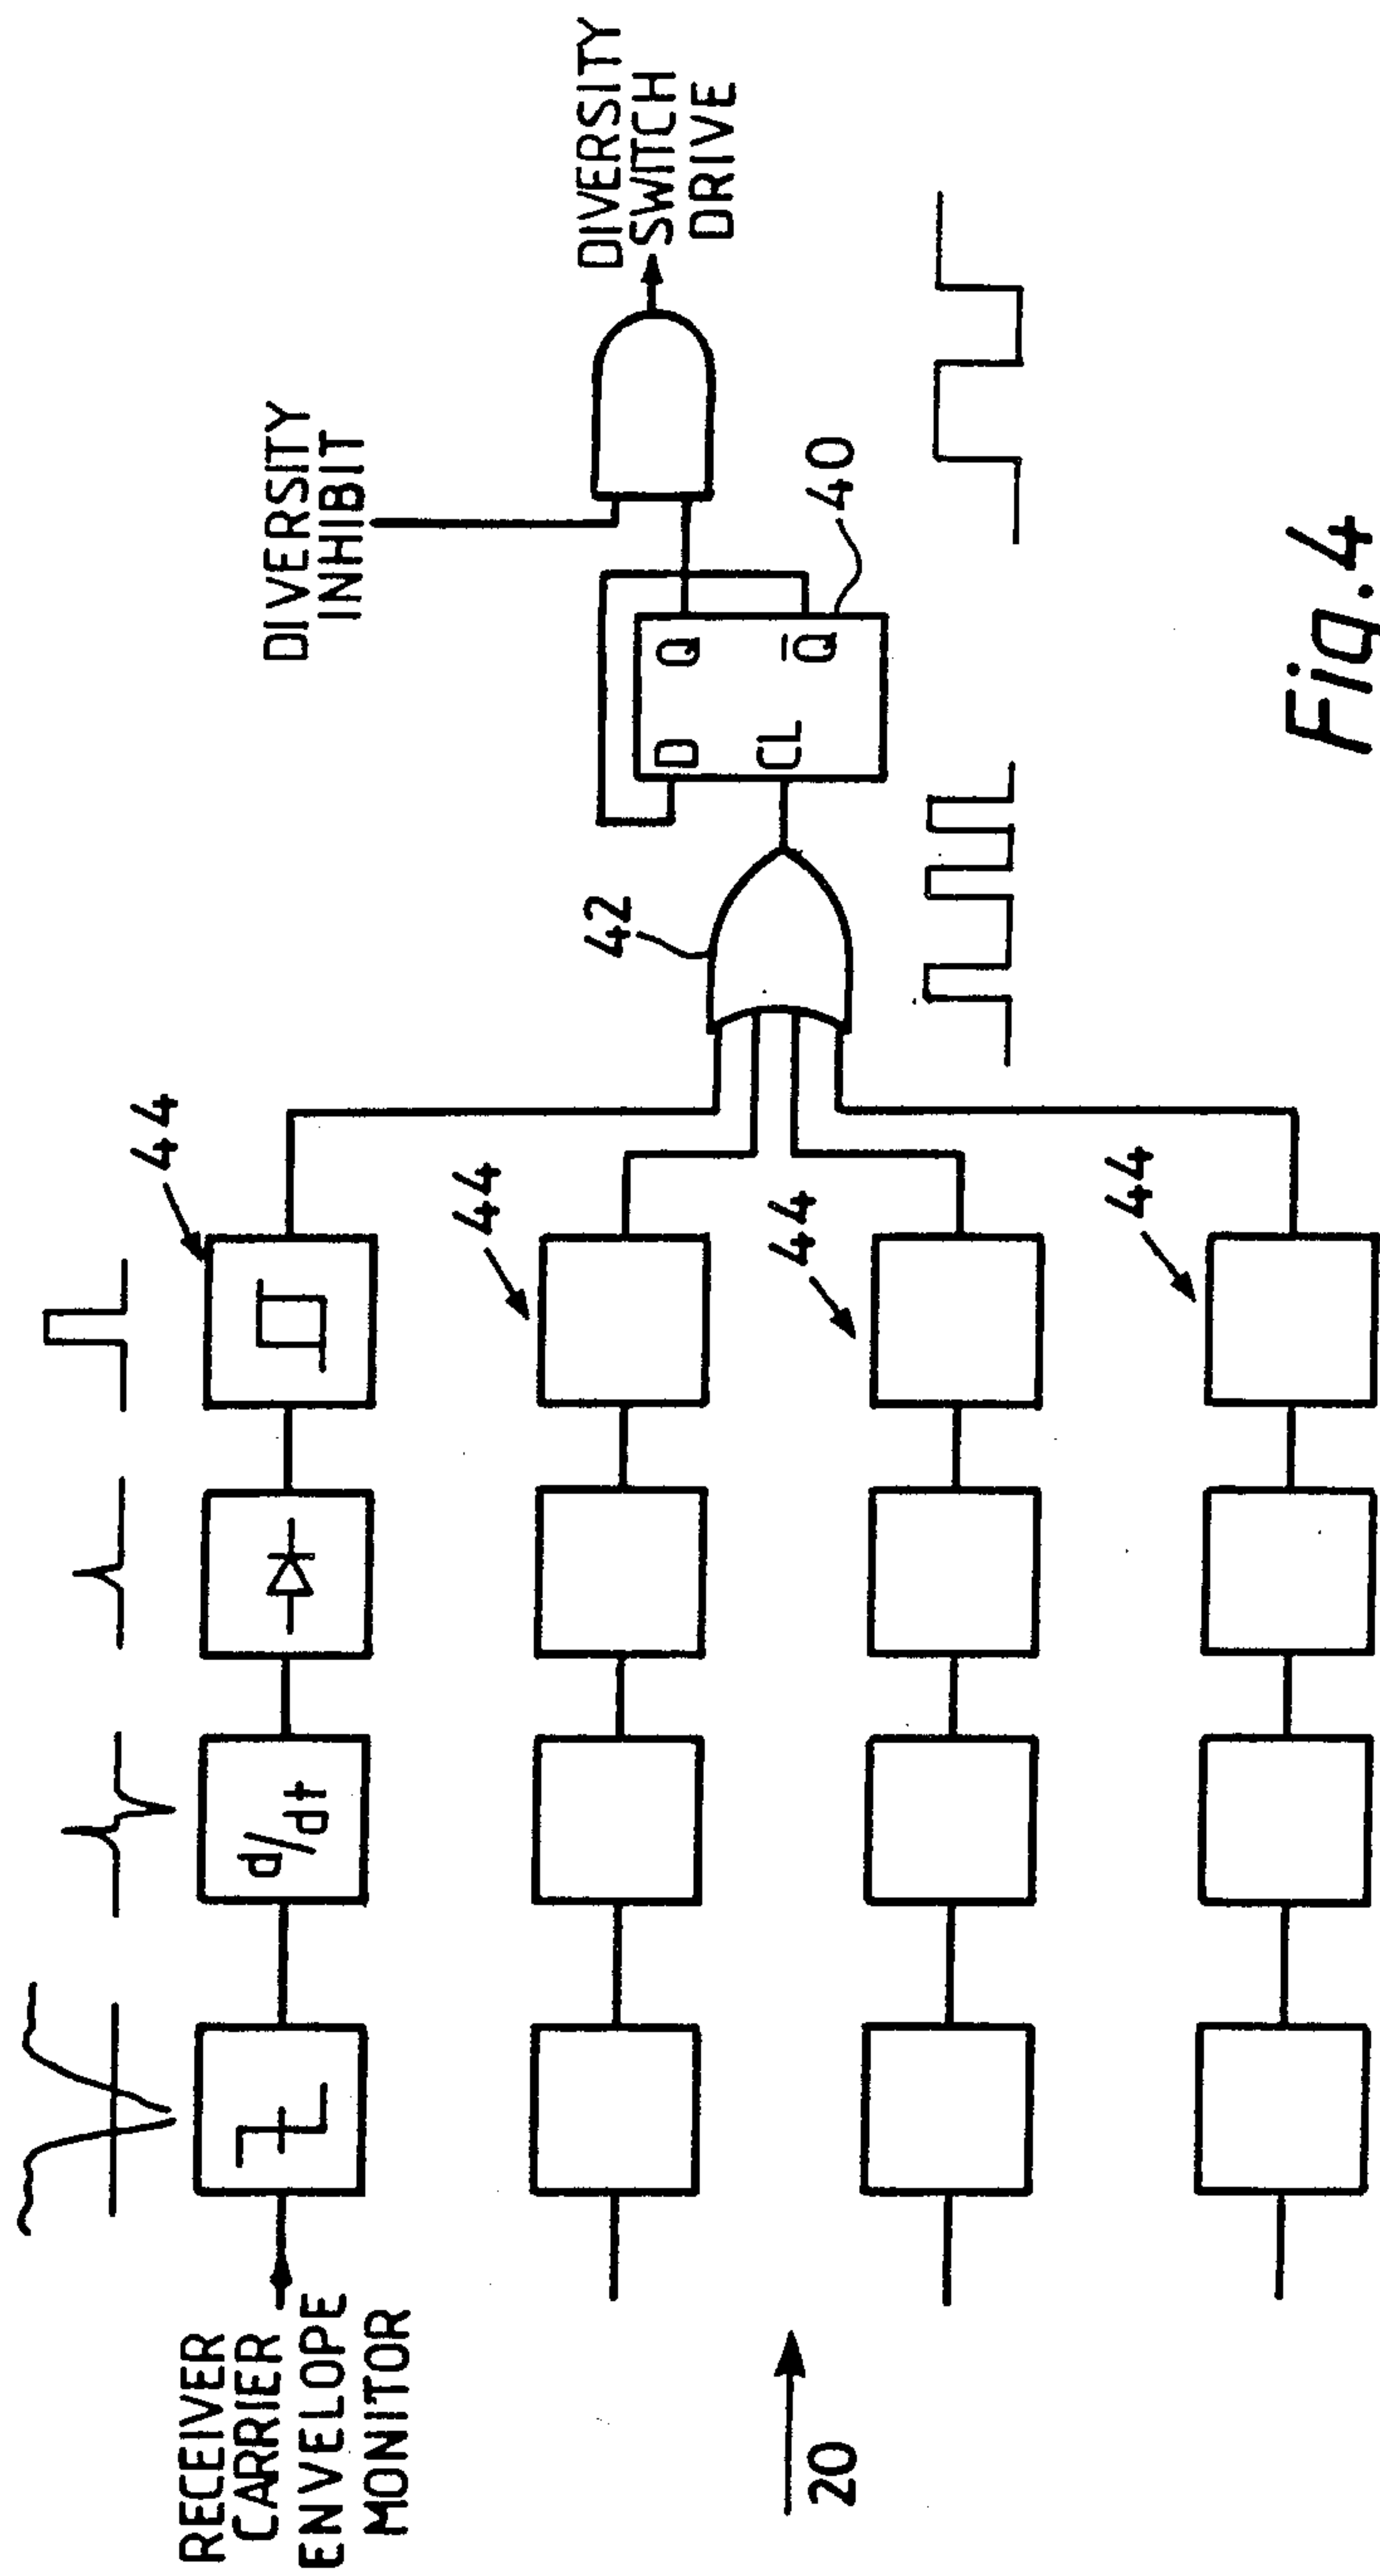 DIVERSITY
INHIBIT
DIVERSITY
SWITCH
DRIVE
44
44
44
44
42
40
D
Q
CL
Q̅
d/dt
RECEIVER
CARRIER
ENVELOPE
MONITOR
20
Fig. 4